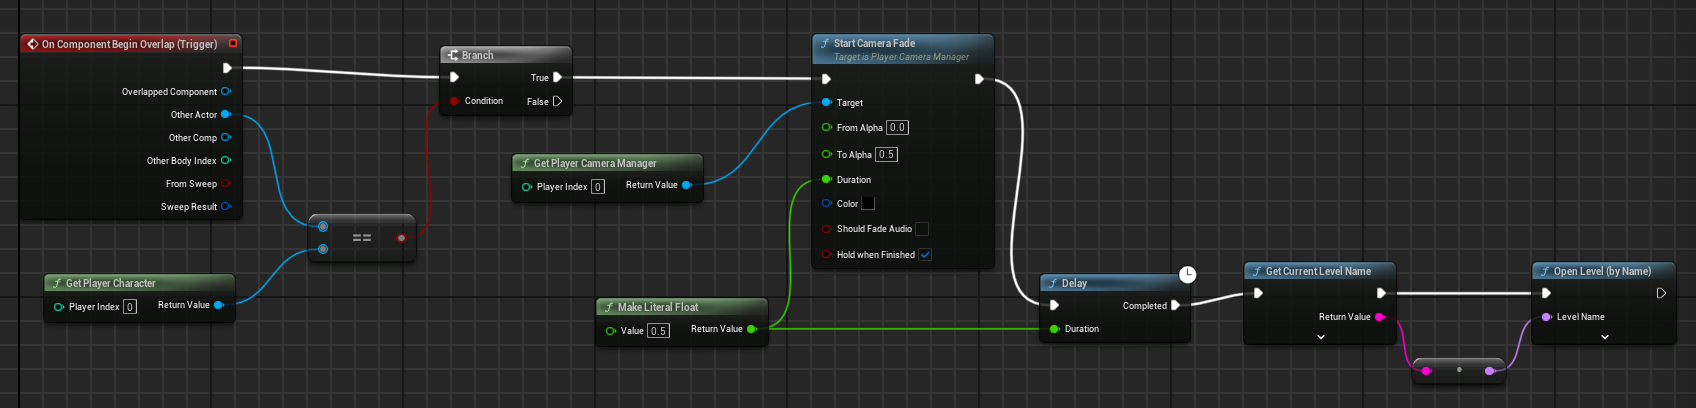 On Component Begin Overlap (Trigger)
Overlapped Component
Other Actor
Other Comp
Other Body Index
From Sweep
Sweep Result
Get Player Character
Player Index 0 Return Value
==
Branch
True
Condition False
Get Player Camera Manager
Player Index 0 Return Value
Make Literal Float
Value 0.5 Return Value
Start Camera Fade
Target is Player Camera Manager
Target
From Alpha 0.0
To Alpha 0.5
Duration
Color
Should Fade Audio
Hold when Finished
Delay
Completed
Duration
Get Current Level Name
Return Value
Open Level (by Name)
Level Name